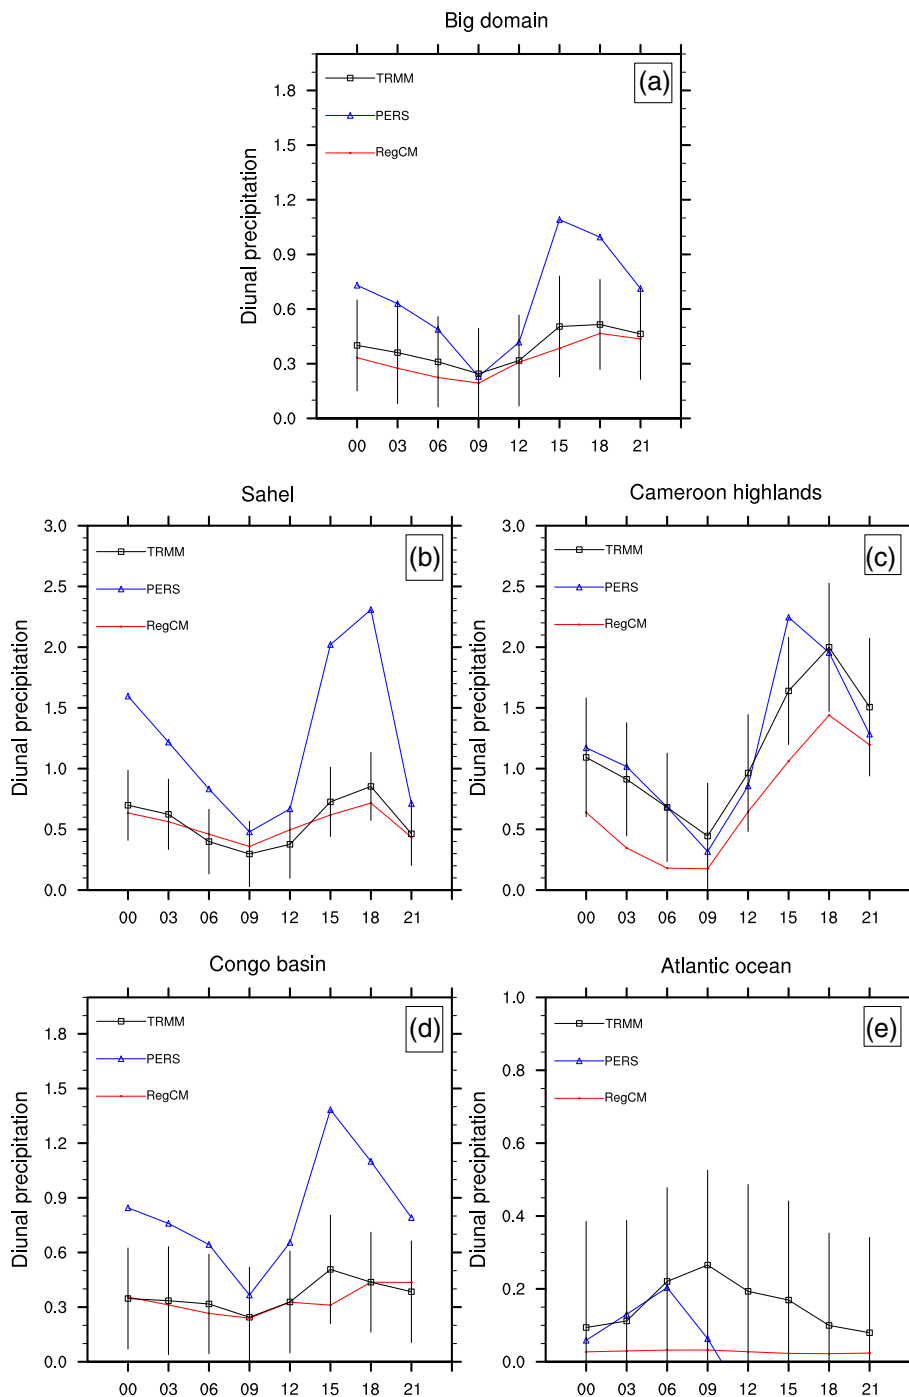 Big domain
(a)
TRMM
PERS
RegCM
Diunal precipitation
1.8
1.5
1.2
0.9
0.6
0.3
0.0
00 03 06 09 12 15 18 21
Sahel
(b)
TRMM
PERS
RegCM
Diunal precipitation
3.0
2.5
2.0
1.5
1.0
0.5
0.0
00 03 06 09 12 15 18 21
Cameroon highlands
(c)
TRMM
PERS
RegCM
Diunal precipitation
3.0
2.5
2.0
1.5
1.0
0.5
0.0
00 03 06 09 12 15 18 21
Congo basin
(d)
TRMM
PERS
RegCM
Diunal precipitation
1.8
1.5
1.2
0.9
0.6
0.3
0.0
00 03 06 09 12 15 18 21
Atlantic ocean
(e)
TRMM
PERS
RegCM
Diunal precipitation
1.0
0.8
0.6
0.4
0.2
0.0
00 03 06 09 12 15 18 21